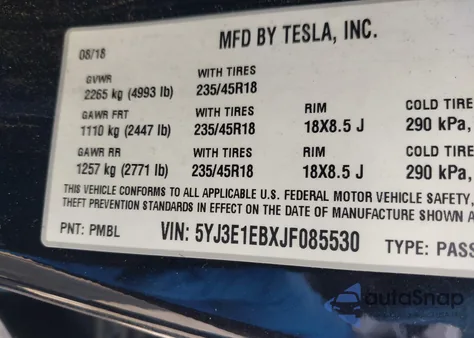 MFD BY TESLA, INC.
08/18
GVWR WITH TIRES
2265 kg (4993 lb) 235/45R18
GAWR FRT WITH TIRES RIM COLD TIRE
1110 kg (2447 lb) 235/45R18 18X8.5 J 290 kPa,
GAWR RR WITH TIRES RIM COLD TIRE
1257 kg (2771 lb) 235/45R18 18X8.5 J 290 kPa,
THIS VEHICLE CONFORMS TO ALL APPLICABLE U.S. FEDERAL MOTOR VEHICLE SAFETY,
THEFT PREVENTION STANDARDS IN EFFECT ON THE DATE OF MANUFACTURE SHOWN A
PNT: PMBL VIN: 5YJ3E1EBXJF085530 TYPE: PASS
autoSnap